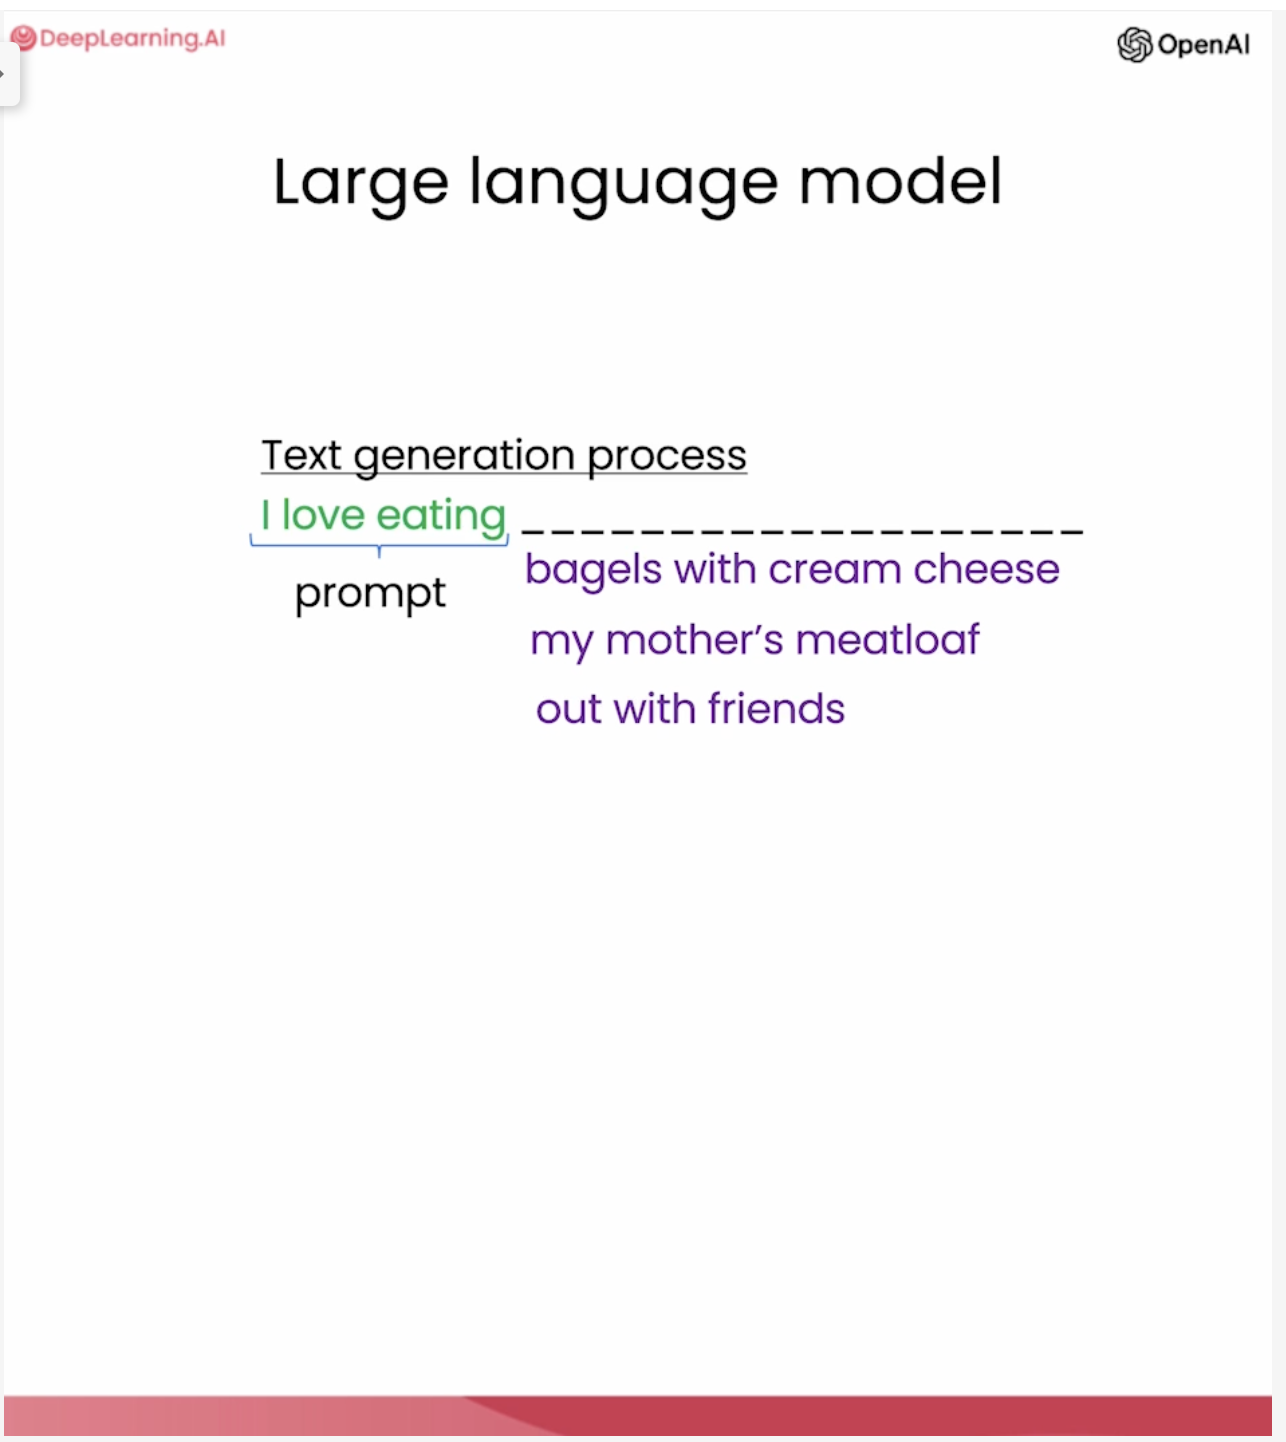 DeepLearning.AI
OpenAI
Large language model
Text generation process
I love eating ___________________
prompt
bagels with cream cheese
my mother's meatloaf
out with friends